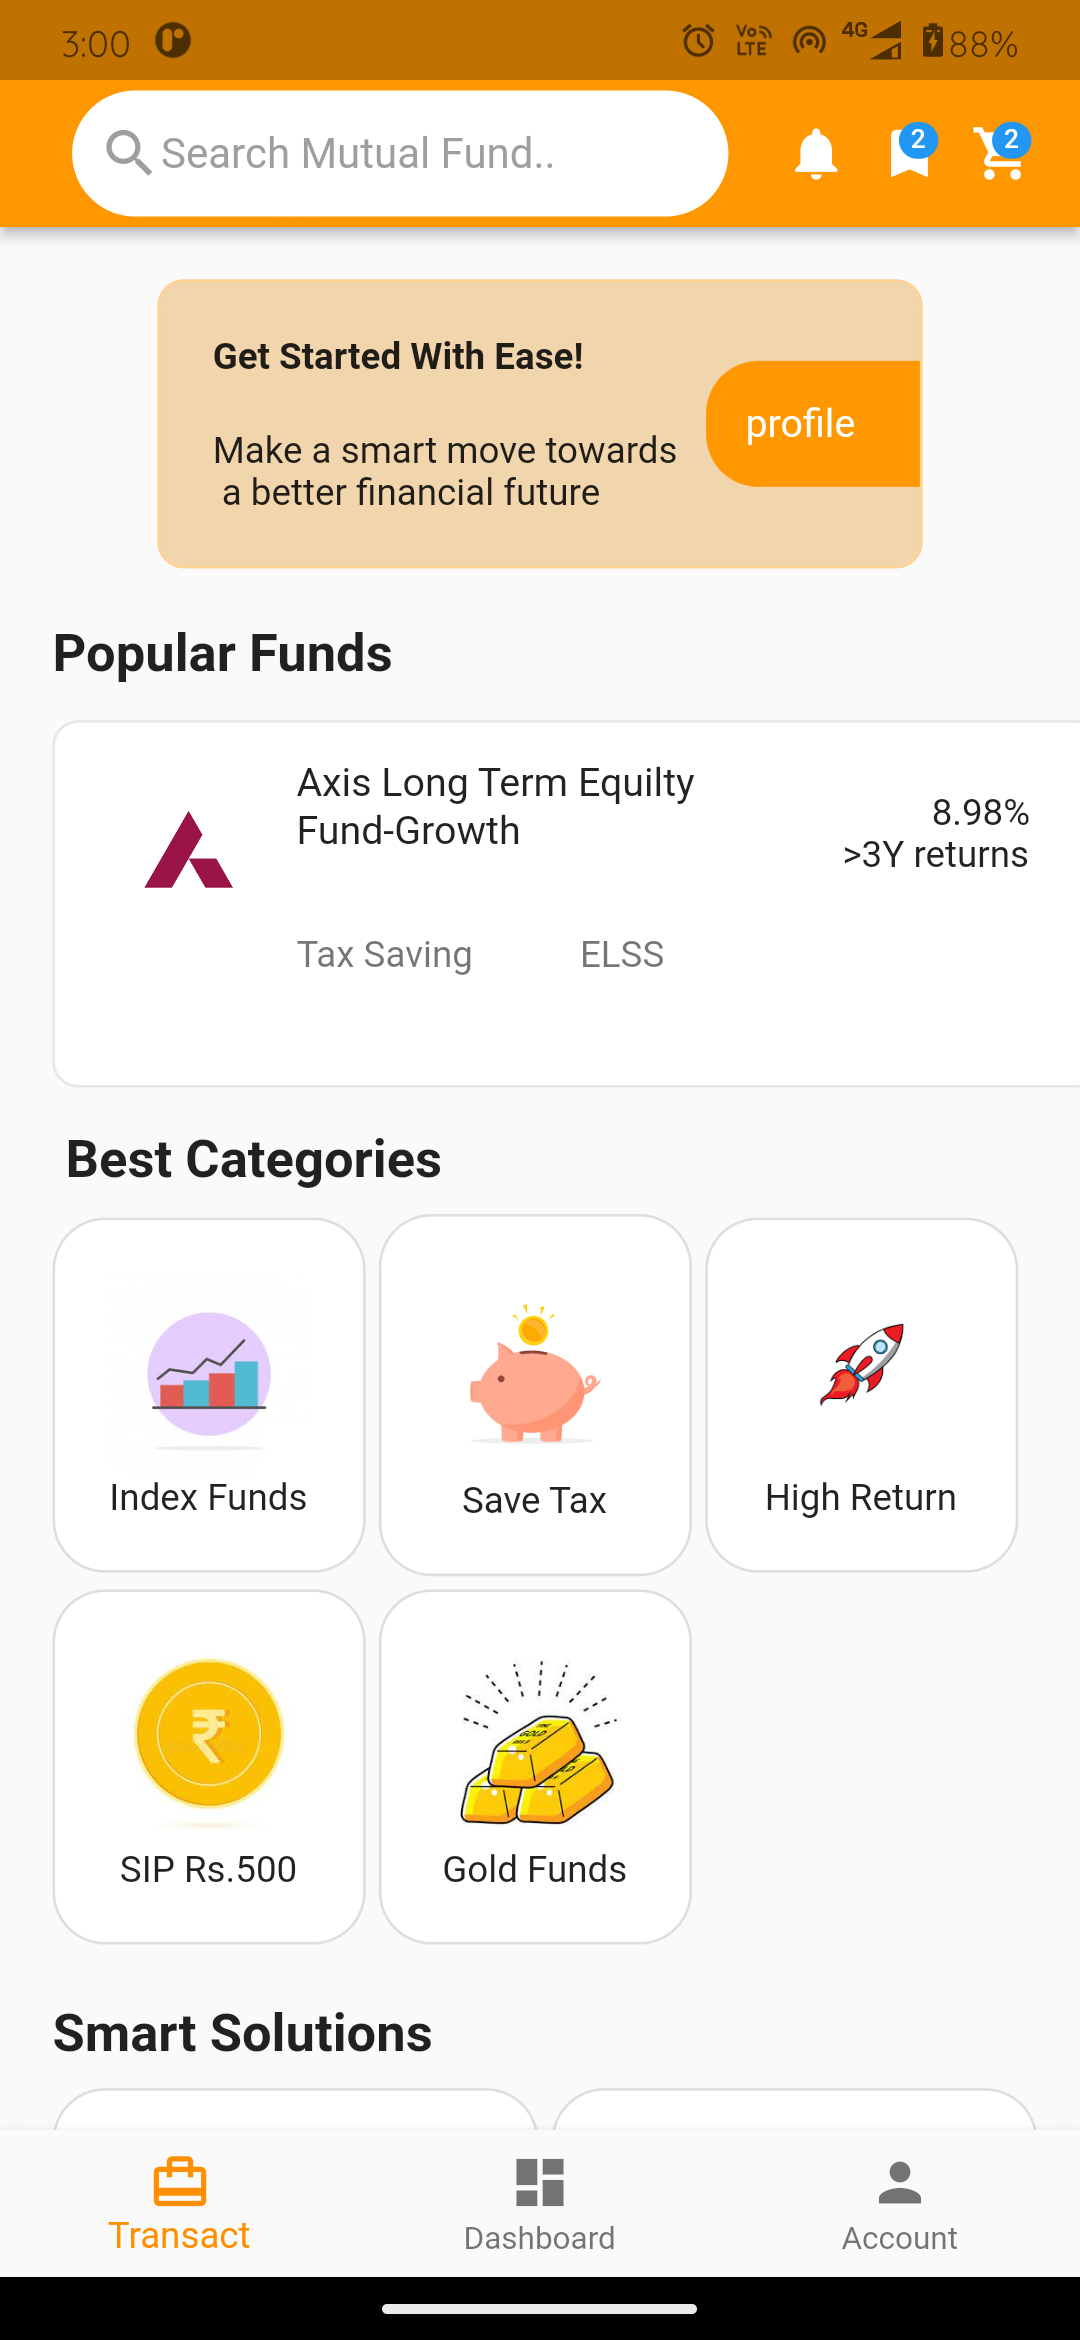 3:00
Vo LTE
4G
88%
Search Mutual Fund..
2
2
Get Started With Ease!
Make a smart move towards
a better financial future
profile
Popular Funds
Axis Long Term Equilty
Fund-Growth
8.98%
>3Y returns
Tax Saving
ELSS
Best Categories
Index Funds
Save Tax
High Return
₹
FINE
GOLD
SIP Rs.500
Gold Funds
Smart Solutions
Transact
Dashboard
Account